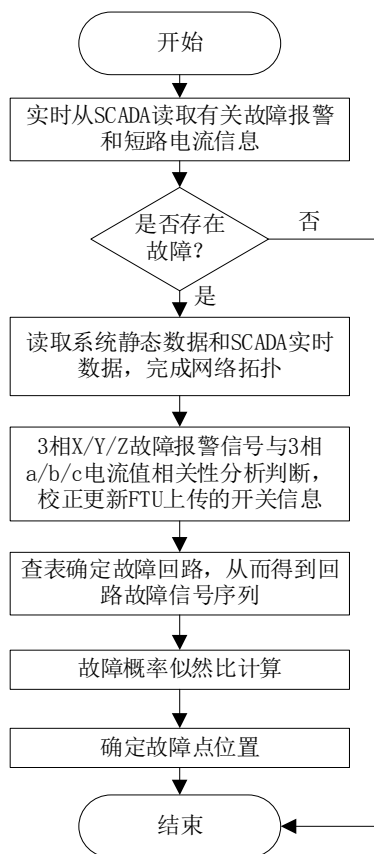 开始
实时从SCADA读取有关故障报警
和短路电流信息
是否存在
故障?
否
是
读取系统静态数据和SCADA实时
数据，完成网络拓扑
3相X/Y/Z故障报警信号与3相
a/b/c电流值相关性分析判断，
校正更新FTU上传的开关信息
查表确定故障回路，从而得到回
路故障信号序列
故障概率似然比计算
确定故障点位置
结束